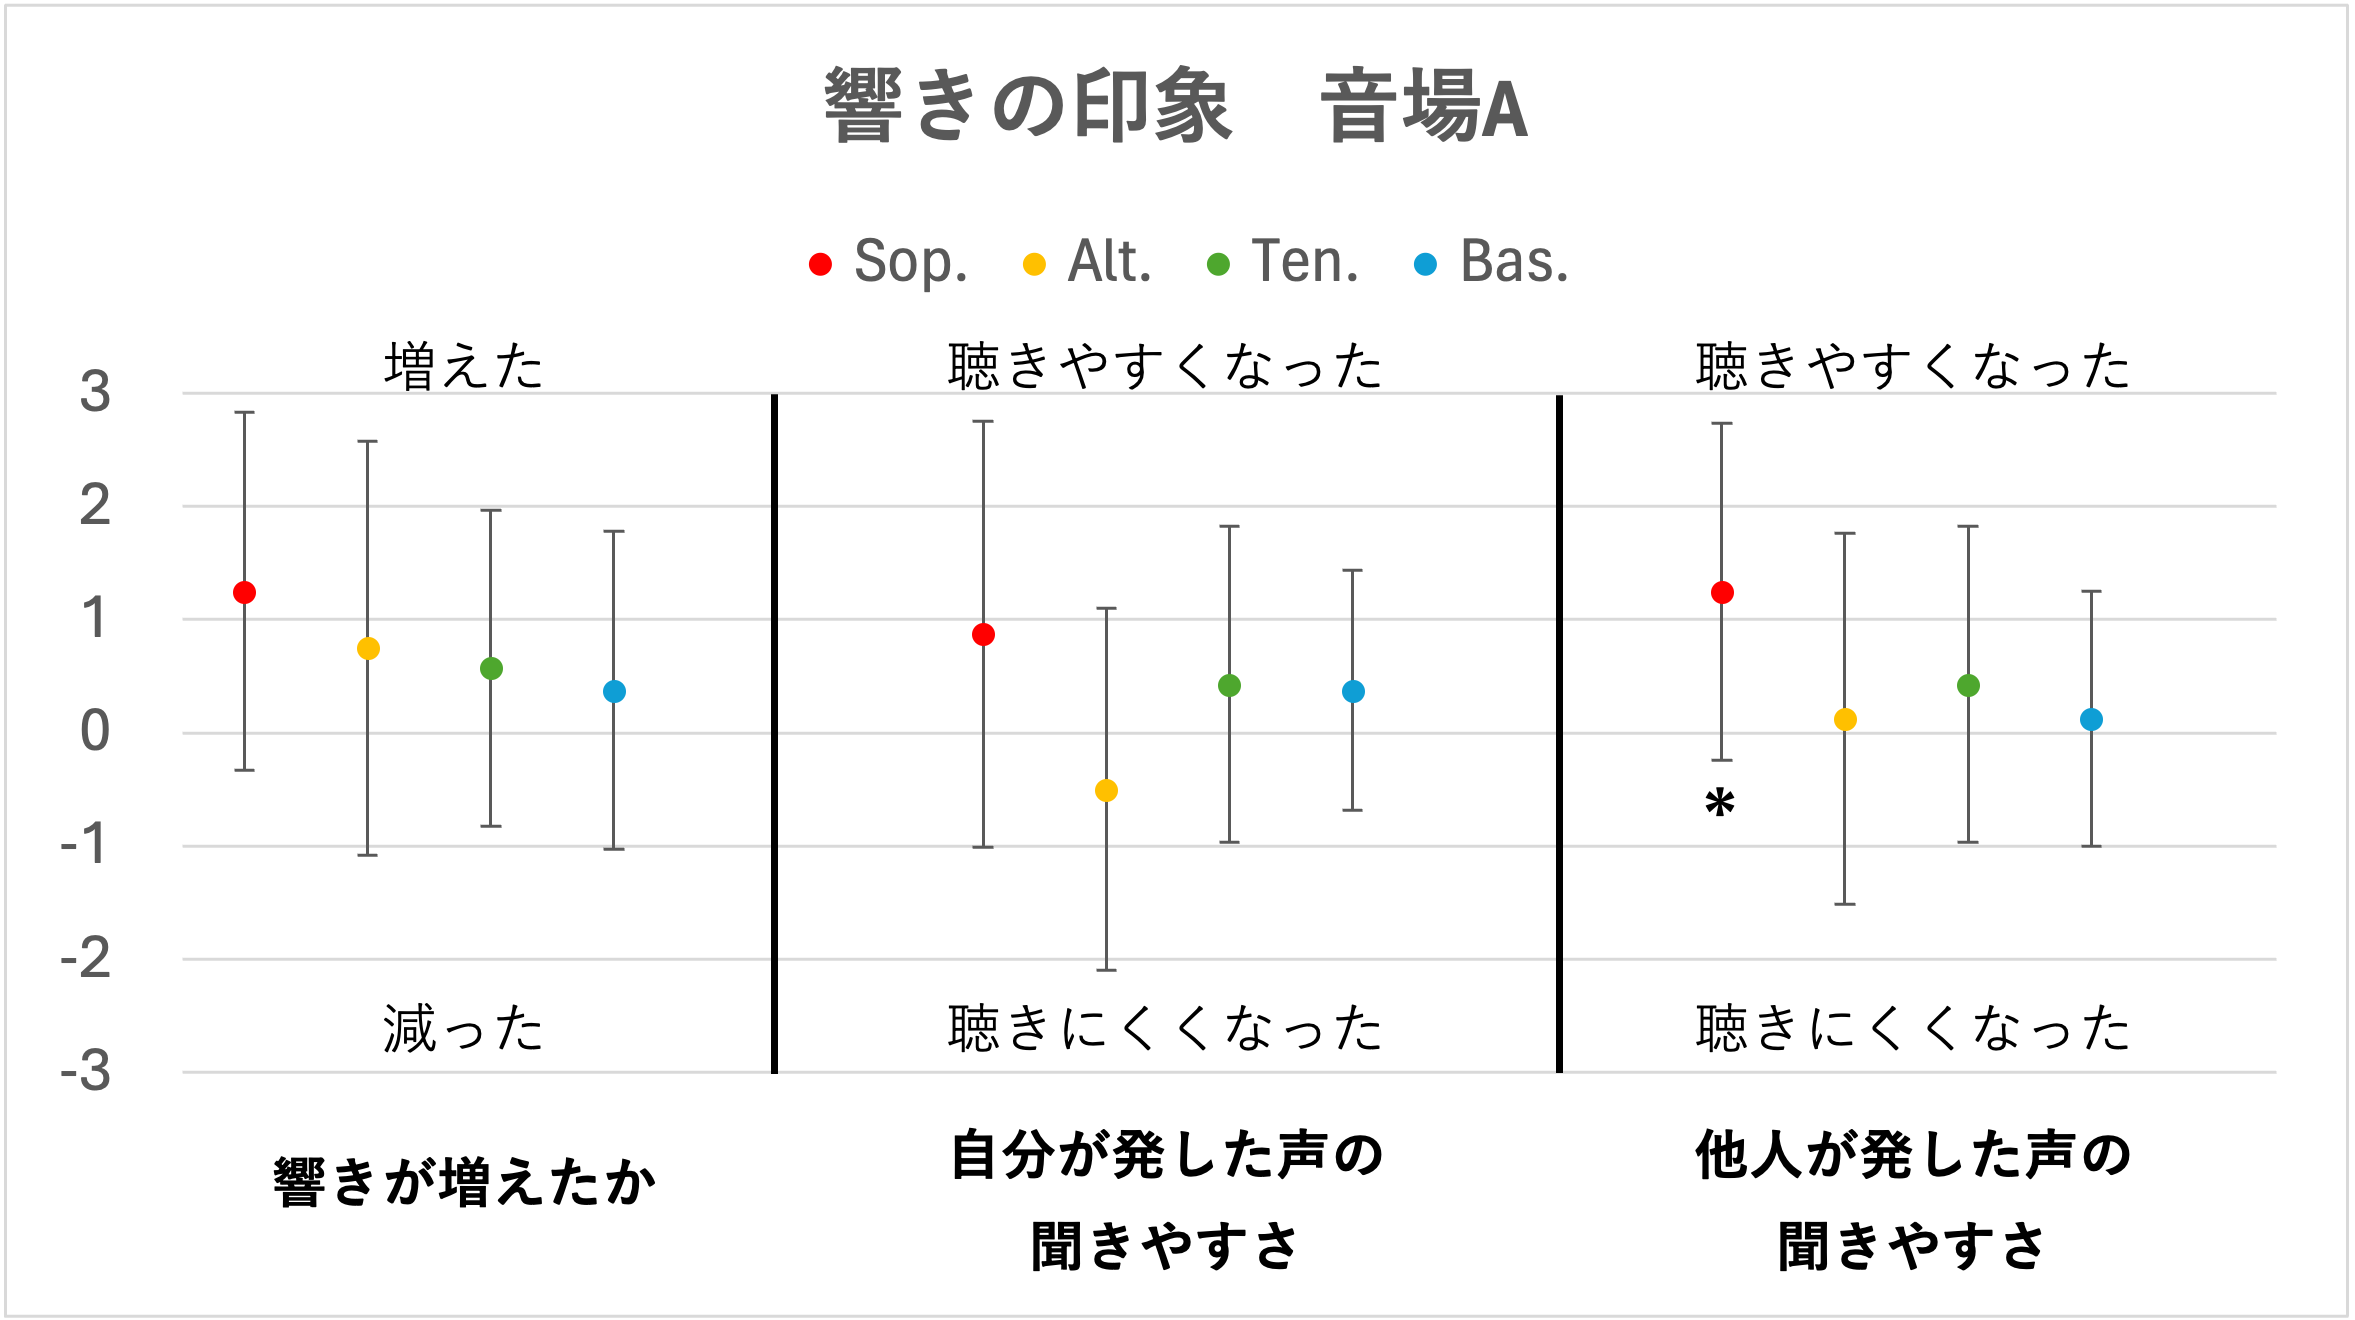 響きの印象　音場A
Sop. Alt. Ten. Bas.
増えた 聴きやすくなった 聴きやすくなった
3
2
1
0
-1
*
-2
-3
減った 聴きにくくなった 聴きにくくなった
響きが増えたか
自分が発した声の
聞きやすさ
他人が発した声の
聞きやすさ